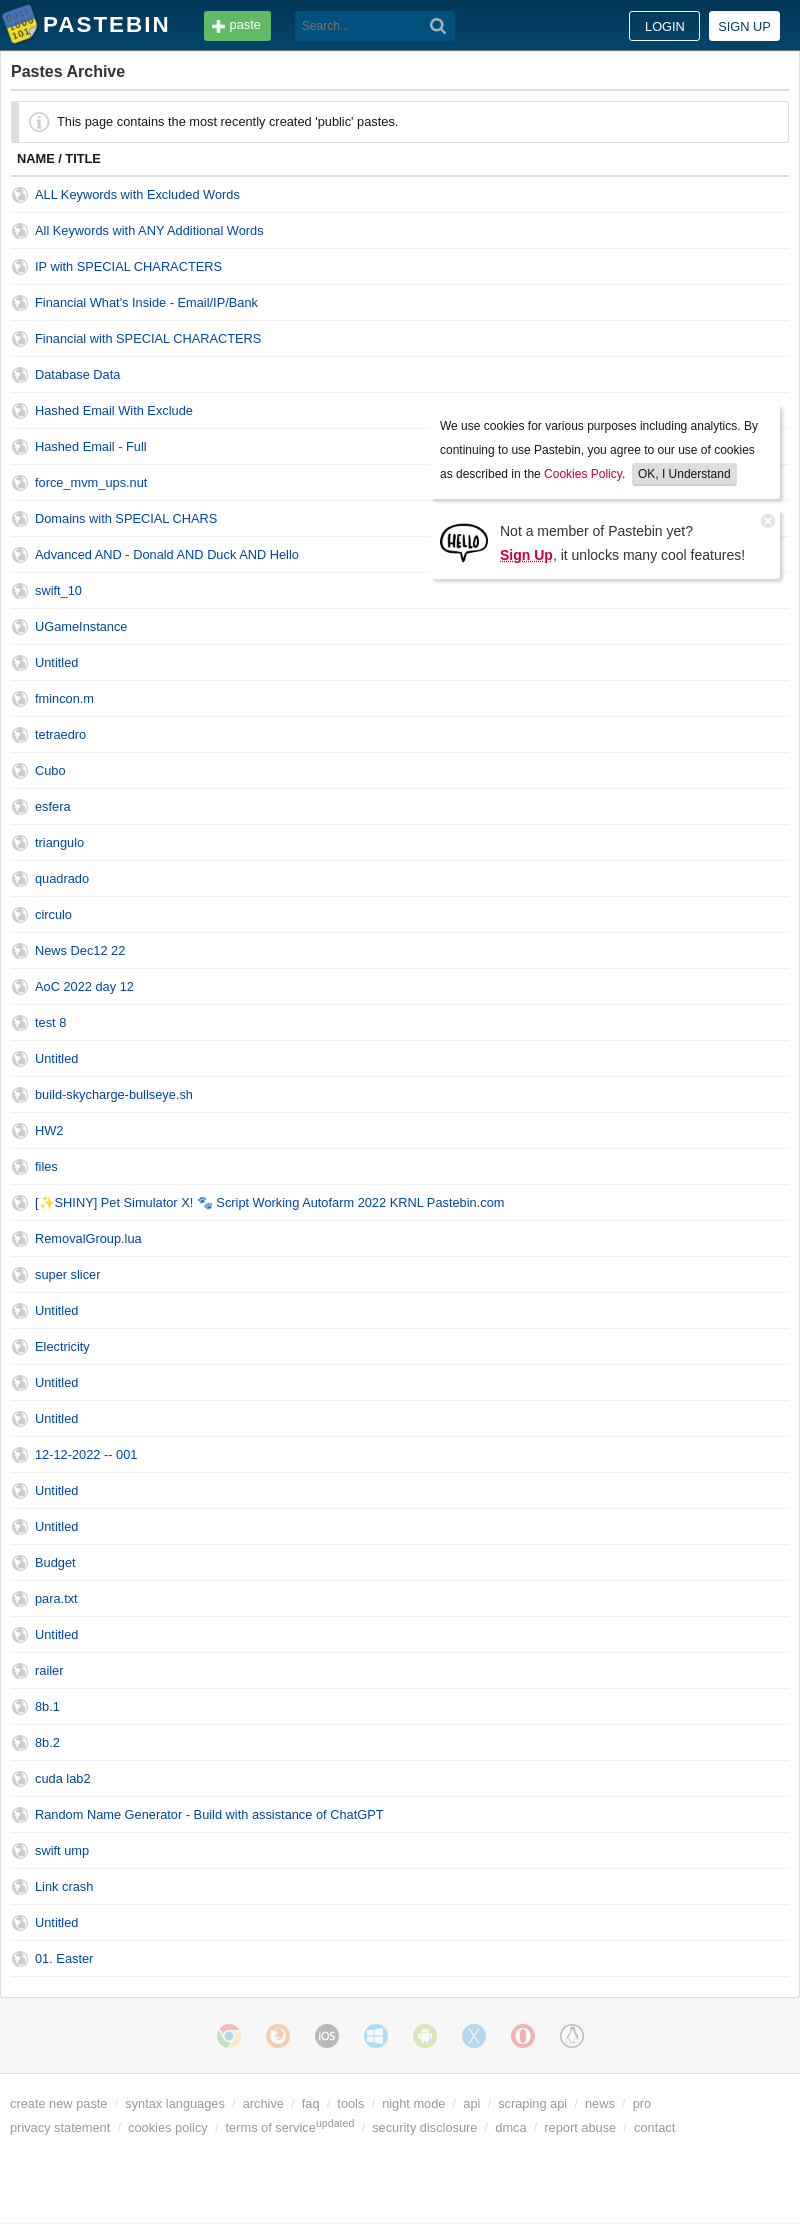 PASTEBIN paste Search... LOGIN SIGN UP
Pastes Archive
This page contains the most recently created 'public' pastes.
NAME / TITLE
ALL Keywords with Excluded Words
All Keywords with ANY Additional Words
IP with SPECIAL CHARACTERS
Financial What's Inside - Email/IP/Bank
Financial with SPECIAL CHARACTERS
Database Data
Hashed Email With Exclude
Hashed Email - Full
force_mvm_ups.nut
Domains with SPECIAL CHARS
Advanced AND - Donald AND Duck AND Hello
We use cookies for various purposes including analytics. By
continuing to use Pastebin, you agree to our use of cookies
as described in the Cookies Policy. OK, I Understand
HELLO
Not a member of Pastebin yet?
Sign Up, it unlocks many cool features!
swift_10
UGameInstance
Untitled
fmincon.m
tetraedro
Cubo
esfera
triangulo
quadrado
circulo
News Dec12 22
AoC 2022 day 12
test 8
Untitled
build-skycharge-bullseye.sh
HW2
files
[✨SHINY] Pet Simulator X! 🐾 Script Working Autofarm 2022 KRNL Pastebin.com
RemovalGroup.lua
super slicer
Untitled
Electricity
Untitled
Untitled
12-12-2022 -- 001
Untitled
Untitled
Budget
para.txt
Untitled
railer
8b.1
8b.2
cuda lab2
Random Name Generator - Build with assistance of ChatGPT
swift ump
Link crash
Untitled
01. Easter
iOS
create new paste / syntax languages / archive / faq / tools / night mode / api / scraping api / news / pro
privacy statement / cookies policy / terms of serviceupdated / security disclosure / dmca / report abuse / contact